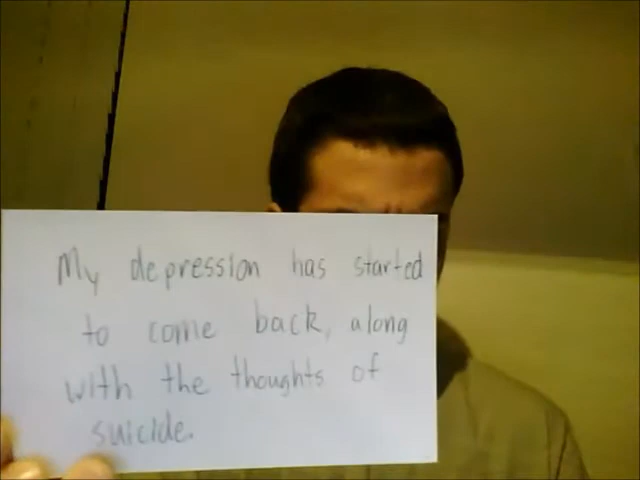 My depression has started
to come back, along
with the thoughts of
suicide.